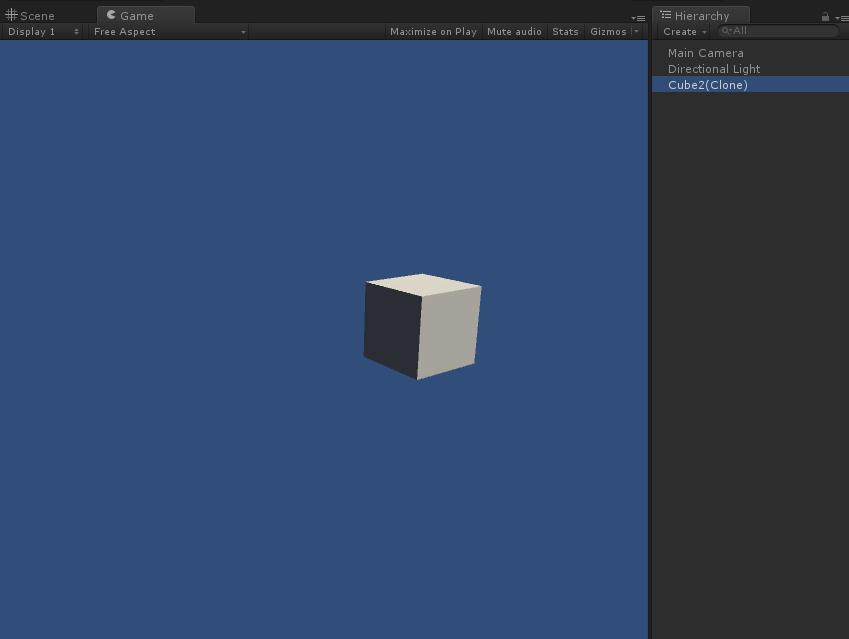 Scene Game
Display 1 Free Aspect Maximize on Play Mute audio Stats Gizmos
Hierarchy
Create All
Main Camera
Directional Light
Cube2(Clone)